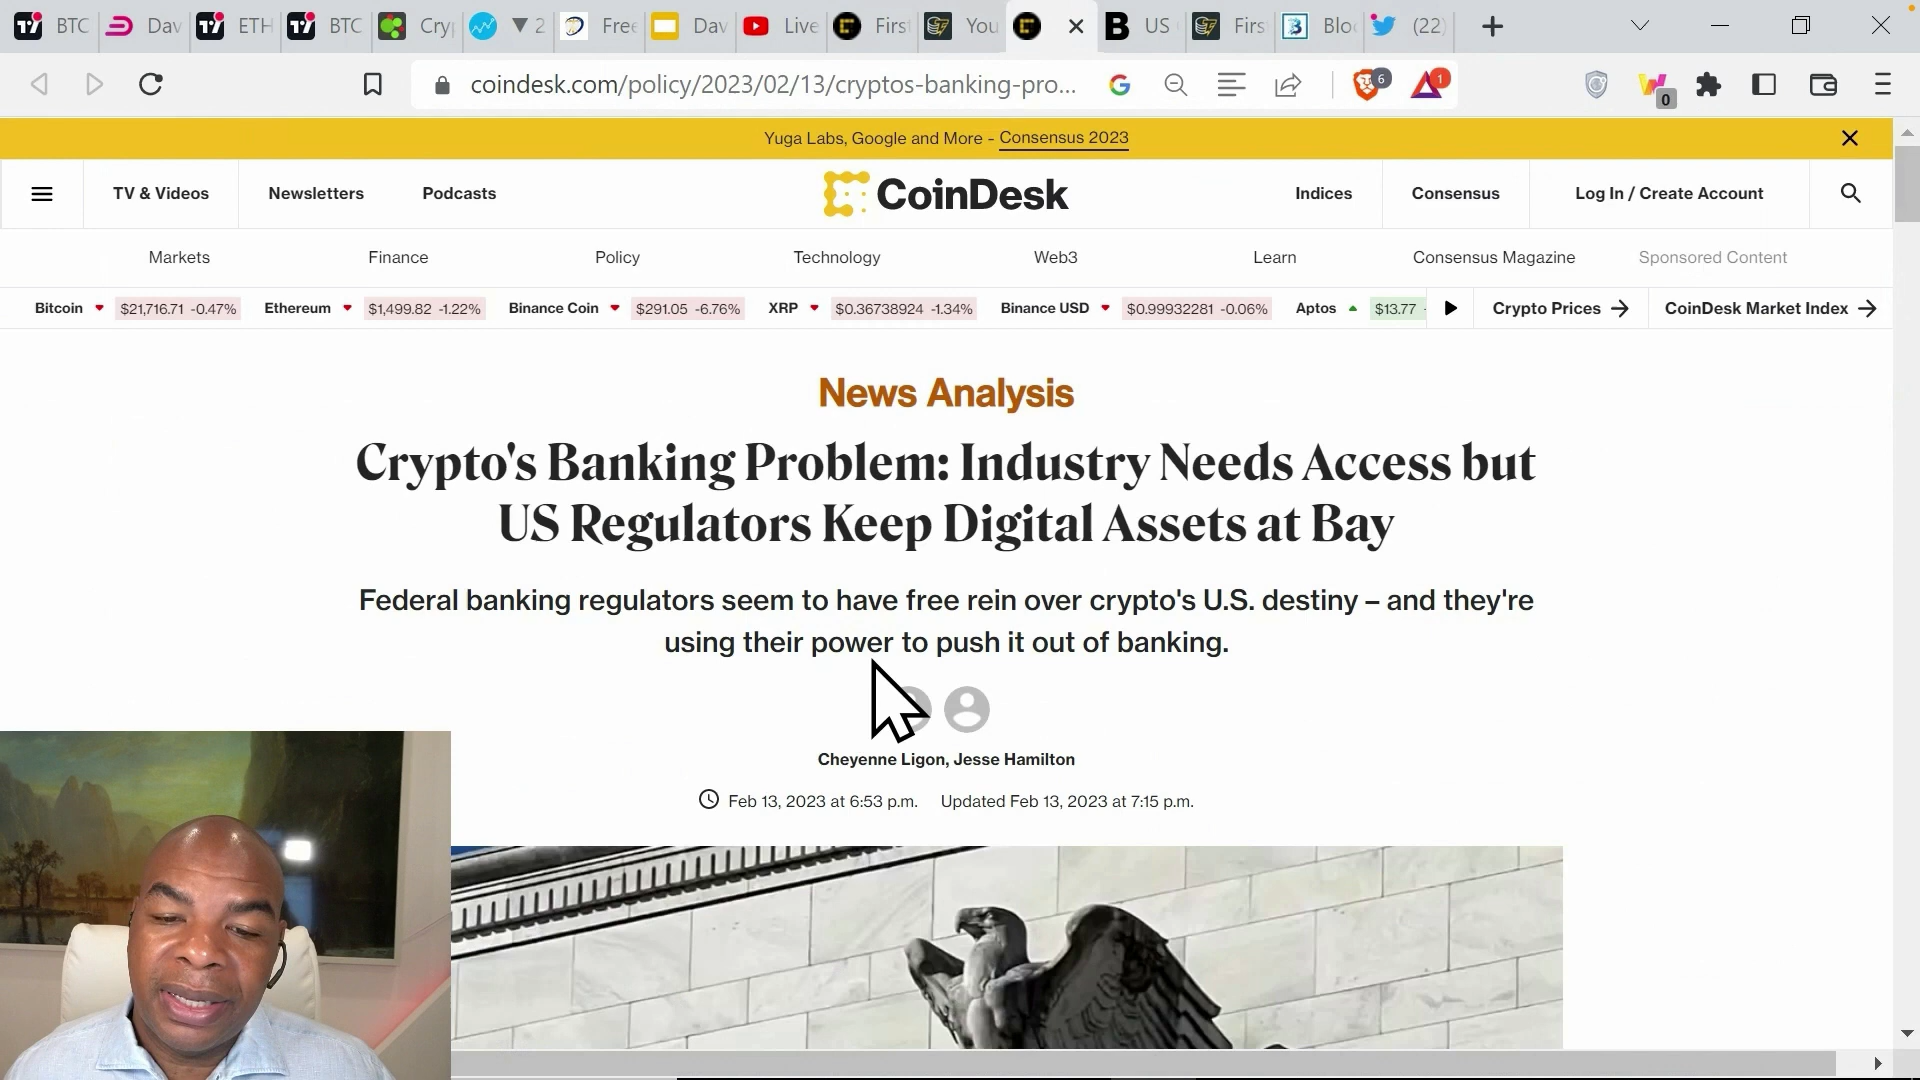 BTC
Dav
ETH
BTC
Cry
▼ 2
Free
Dav
Live
First
You
US
Firs
Bloc
(22)
coindesk.com/policy/2023/02/13/cryptos-banking-pro...
6
1
0
Yuga Labs, Google and More - Consensus 2023
TV & Videos
Newsletters
Podcasts
CoinDesk
Indices
Consensus
Log In / Create Account
Markets
Finance
Policy
Technology
Web3
Learn
Consensus Magazine
Sponsored Content
Bitcoin $21,716.71 -0.47%
Ethereum $1,499.82 -1.22%
Binance Coin $291.05 -6.76%
XRP $0.36738924 -1.34%
Binance USD $0.99932281 -0.06%
Aptos $13.77
Crypto Prices →
CoinDesk Market Index →
News Analysis
Crypto's Banking Problem: Industry Needs Access but
US Regulators Keep Digital Assets at Bay
Federal banking regulators seem to have free rein over crypto's U.S. destiny – and they're
using their power to push it out of banking.
Cheyenne Ligon, Jesse Hamilton
Feb 13, 2023 at 6:53 p.m. Updated Feb 13, 2023 at 7:15 p.m.